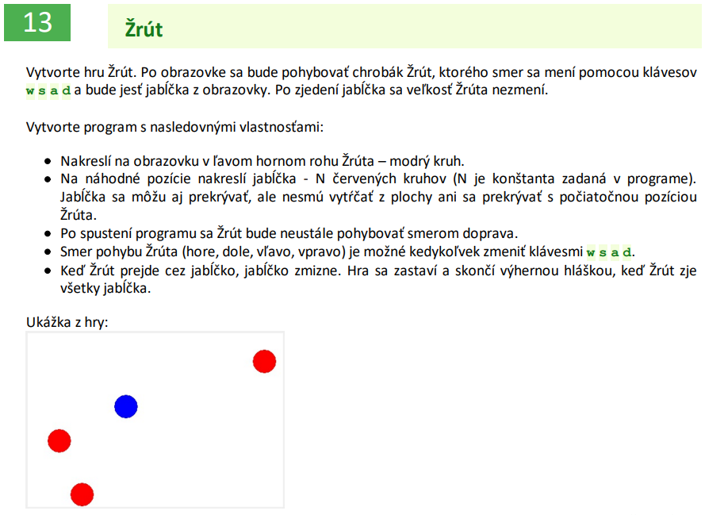 13 Žrút
Vytvorte hru Žrút. Po obrazovke sa bude pohybovať chrobák Žrút, ktorého smer sa mení pomocou klávesov
w s a d a bude jesť jabĺčka z obrazovky. Po zjedení jabĺčka sa veľkosť Žrúta nezmení.
Vytvorte program s nasledovnými vlastnosťami:
• Nakreslí na obrazovku v ľavom hornom rohu Žrúta – modrý kruh.
• Na náhodné pozície nakreslí jabĺčka - N červených kruhov (N je konštanta zadaná v programe).
Jabĺčka sa môžu aj prekrývať, ale nesmú vytŕčať z plochy ani sa prekrývať s počiatočnou pozíciou
Žrúta.
• Po spustení programu sa Žrút bude neustále pohybovať smerom doprava.
• Smer pohybu Žrúta (hore, dole, vľavo, vpravo) je možné kedykoľvek zmeniť klávesmi w s a d.
• Keď Žrút prejde cez jabĺčko, jabĺčko zmizne. Hra sa zastaví a skončí výhernou hláškou, keď Žrút zje
všetky jabĺčka.
Ukážka z hry: